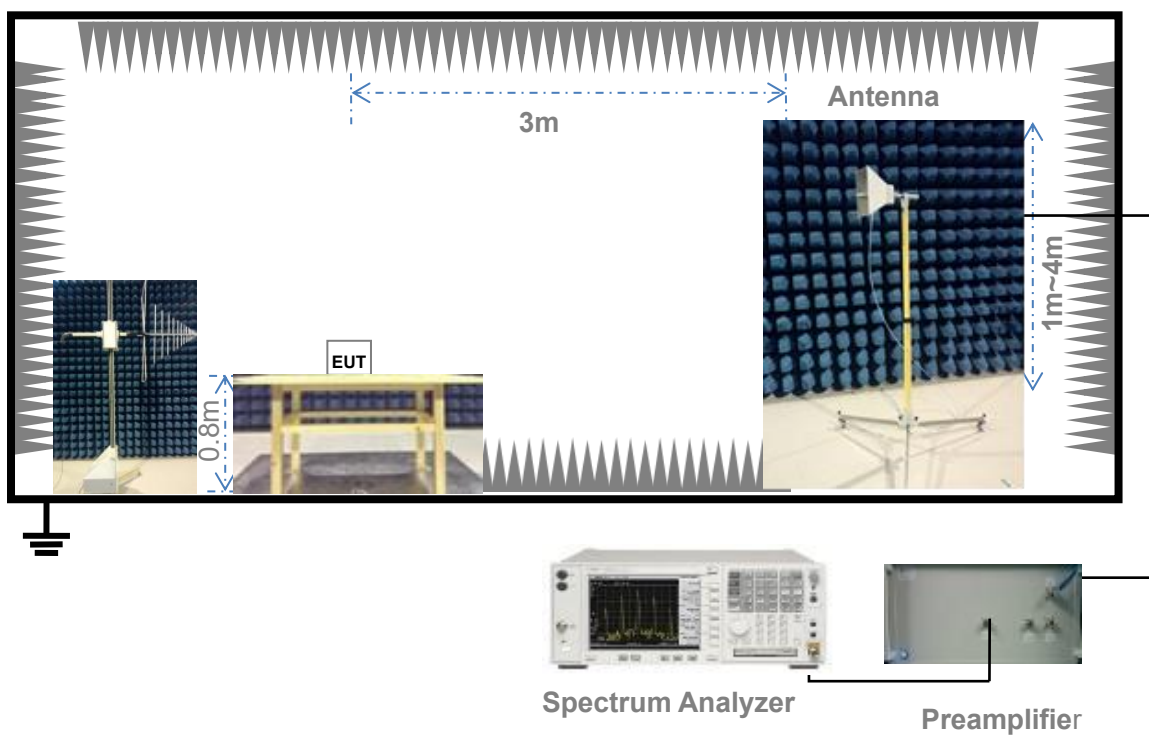 Antenna
3m
1m~4m
EUT
0.8m
Spectrum Analyzer
Preamplifier